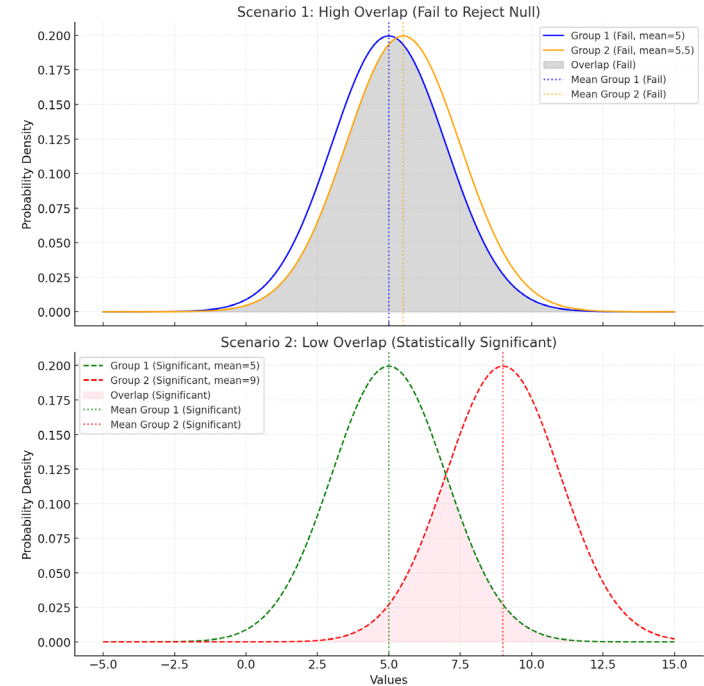 Scenario 1: High Overlap (Fail to Reject Null)
Group 1 (Fail, mean=5)
Group 2 (Fail, mean=5.5)
Overlap (Fail)
Mean Group 1 (Fail)
Mean Group 2 (Fail)
Probability Density
0.200
0.175
0.150
0.125
0.100
0.075
0.050
0.025
0.000
Scenario 2: Low Overlap (Statistically Significant)
Group 1 (Significant, mean=5)
Group 2 (Significant, mean=9)
Overlap (Significant)
Mean Group 1 (Significant)
Mean Group 2 (Significant)
Probability Density
0.200
0.175
0.150
0.125
0.100
0.075
0.050
0.025
0.000
−5.0 −2.5 0.0 2.5 5.0 7.5 10.0 12.5 15.0
Values